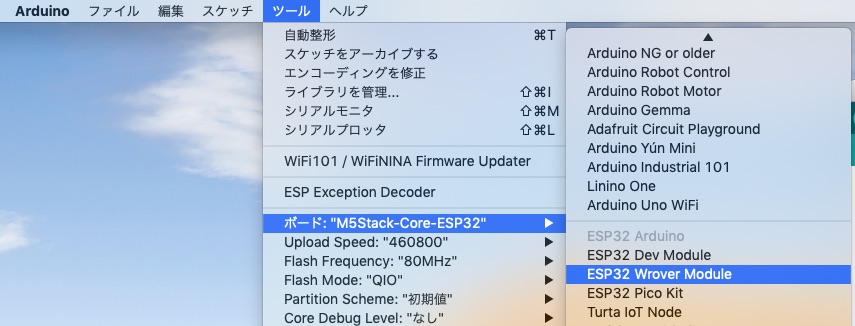 Arduino ファイル 編集 スケッチ ツール ヘルプ
自動整形 ⌘T
スケッチをアーカイブする
エンコーディングを修正
ライブラリを管理... ⇧⌘I
シリアルモニタ ⇧⌘M
シリアルプロッタ ⇧⌘L
WiFi101 / WiFiNINA Firmware Updater
ESP Exception Decoder
ボード: "M5Stack-Core-ESP32" ▶
Upload Speed: "460800" ▶
Flash Frequency: "80MHz" ▶
Flash Mode: "QIO" ▶
Partition Scheme: "初期値" ▶
Core Debug Level: "なし" ▶
▲
Arduino NG or older
Arduino Robot Control
Arduino Robot Motor
Arduino Gemma
Adafruit Circuit Playground
Arduino Yún Mini
Arduino Industrial 101
Linino One
Arduino Uno WiFi
ESP32 Arduino
ESP32 Dev Module
ESP32 Wrover Module
ESP32 Pico Kit
Turta IoT Node